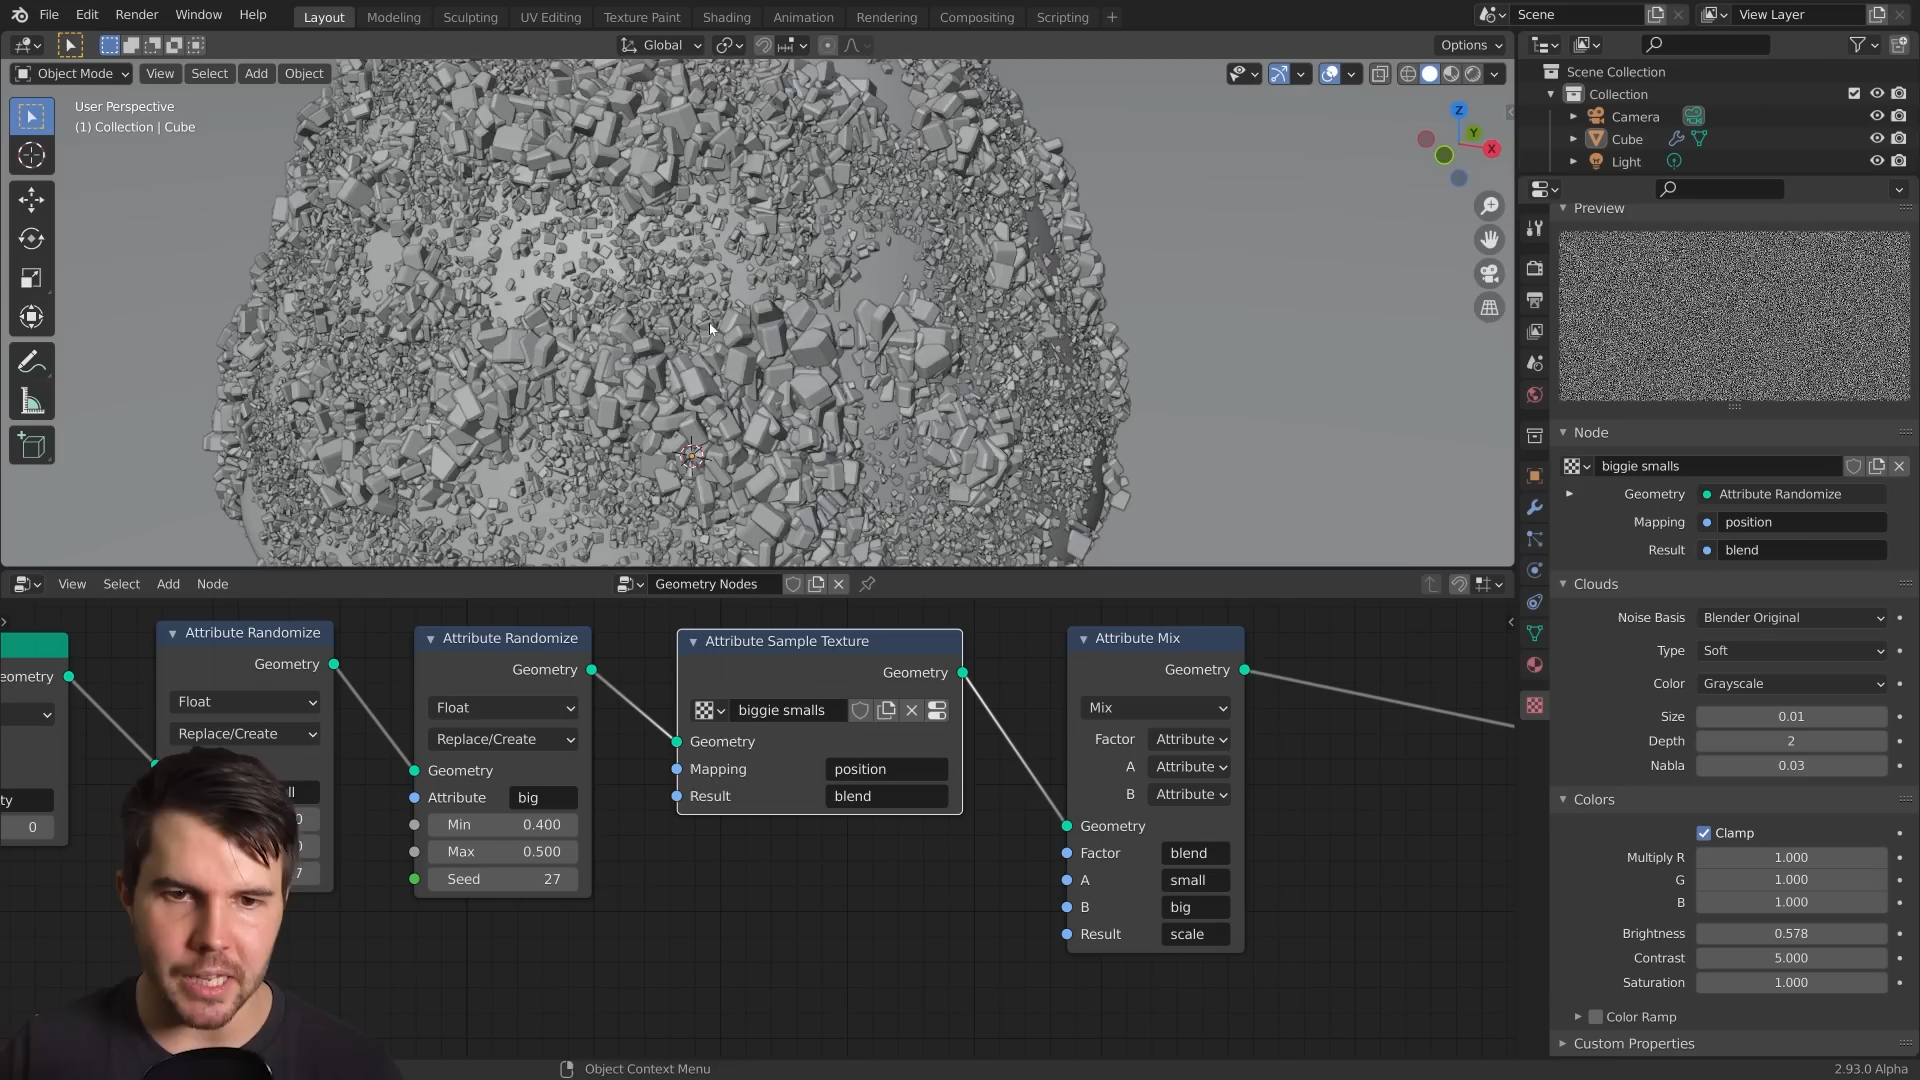 File Edit Render Window Help Layout Modeling Sculpting UV Editing Texture Paint Shading Animation Rendering Compositing Scripting + Scene View Layer
Global Options
Object Mode View Select Add Object
User Perspective
(1) Collection | Cube
Z
Y
X
Scene Collection
Collection
Camera
Cube
Light
Preview
Node
biggie smalls
Geometry Attribute Randomize
Mapping position
Result blend
Clouds
Noise Basis Blender Original
Type Soft
Color Grayscale
Size 0.01
Depth 2
Nabla 0.03
Colors
Clamp
Multiply R 1.000
G 1.000
B 1.000
Brightness 0.578
Contrast 5.000
Saturation 1.000
Color Ramp
Custom Properties
View Select Add Node Geometry Nodes
eometry
ty
0
Attribute Randomize
Geometry
Float
Replace/Create
ll
0
0
7
Attribute Randomize
Geometry
Float
Replace/Create
Geometry
Attribute big
Min 0.400
Max 0.500
Seed 27
Attribute Sample Texture
Geometry
biggie smalls
Geometry
Mapping position
Result blend
Attribute Mix
Geometry
Mix
Factor Attribute
A Attribute
B Attribute
Geometry
Factor blend
A small
B big
Result scale
Object Context Menu
2.93.0 Alpha